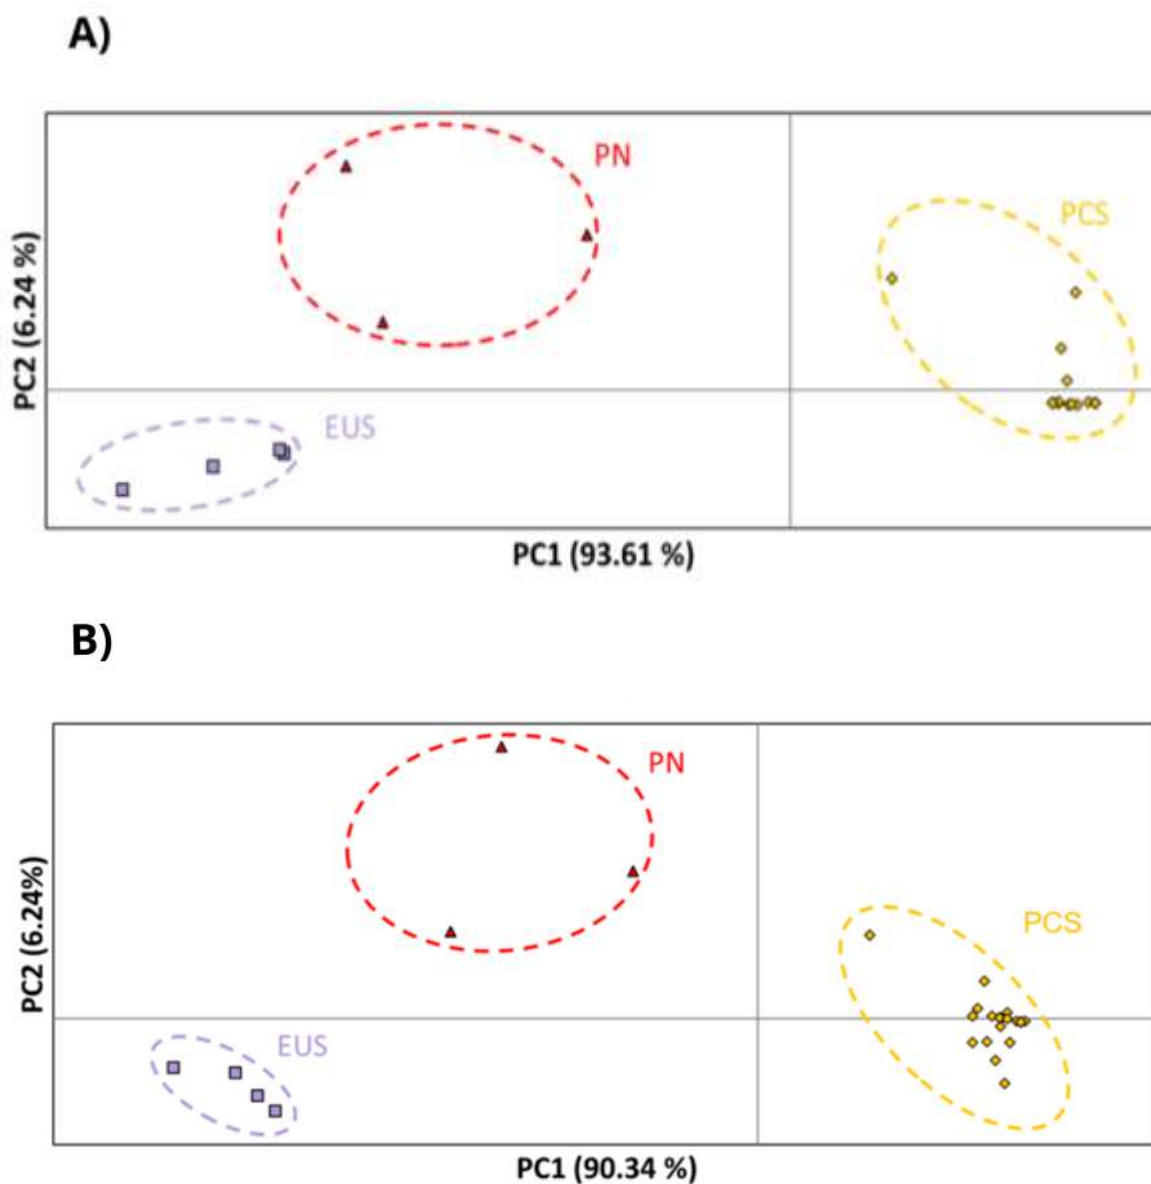 A)
PN
PCS
PC2 (6.24 %)
EUS
PC1 (93.61 %)
B)
PN
PCS
PC2 (6.24%)
EUS
PC1 (90.34 %)